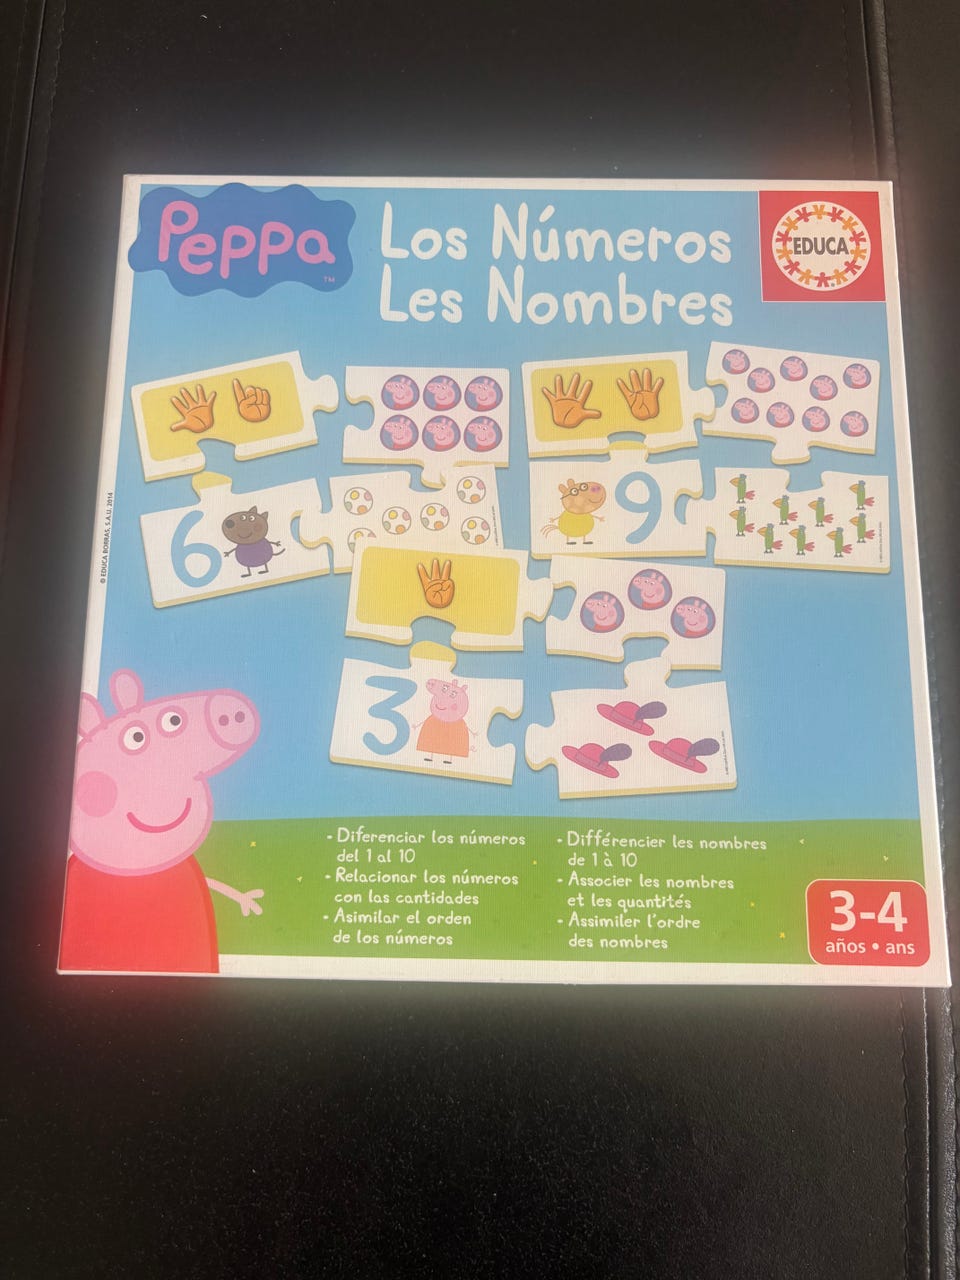 Peppa
TM
Los Números
Les Nombres
EDUCA
6
9
3
© EDUCA BORRAS, S.A.U. 2014
- Diferenciar los números
del 1 al 10
- Relacionar los números
con las cantidades
- Asimilar el orden
de los números
- Différencier les nombres
de 1 à 10
- Associer les nombres
et les quantités
- Assimiler l'ordre
des nombres
3-4
años • ans